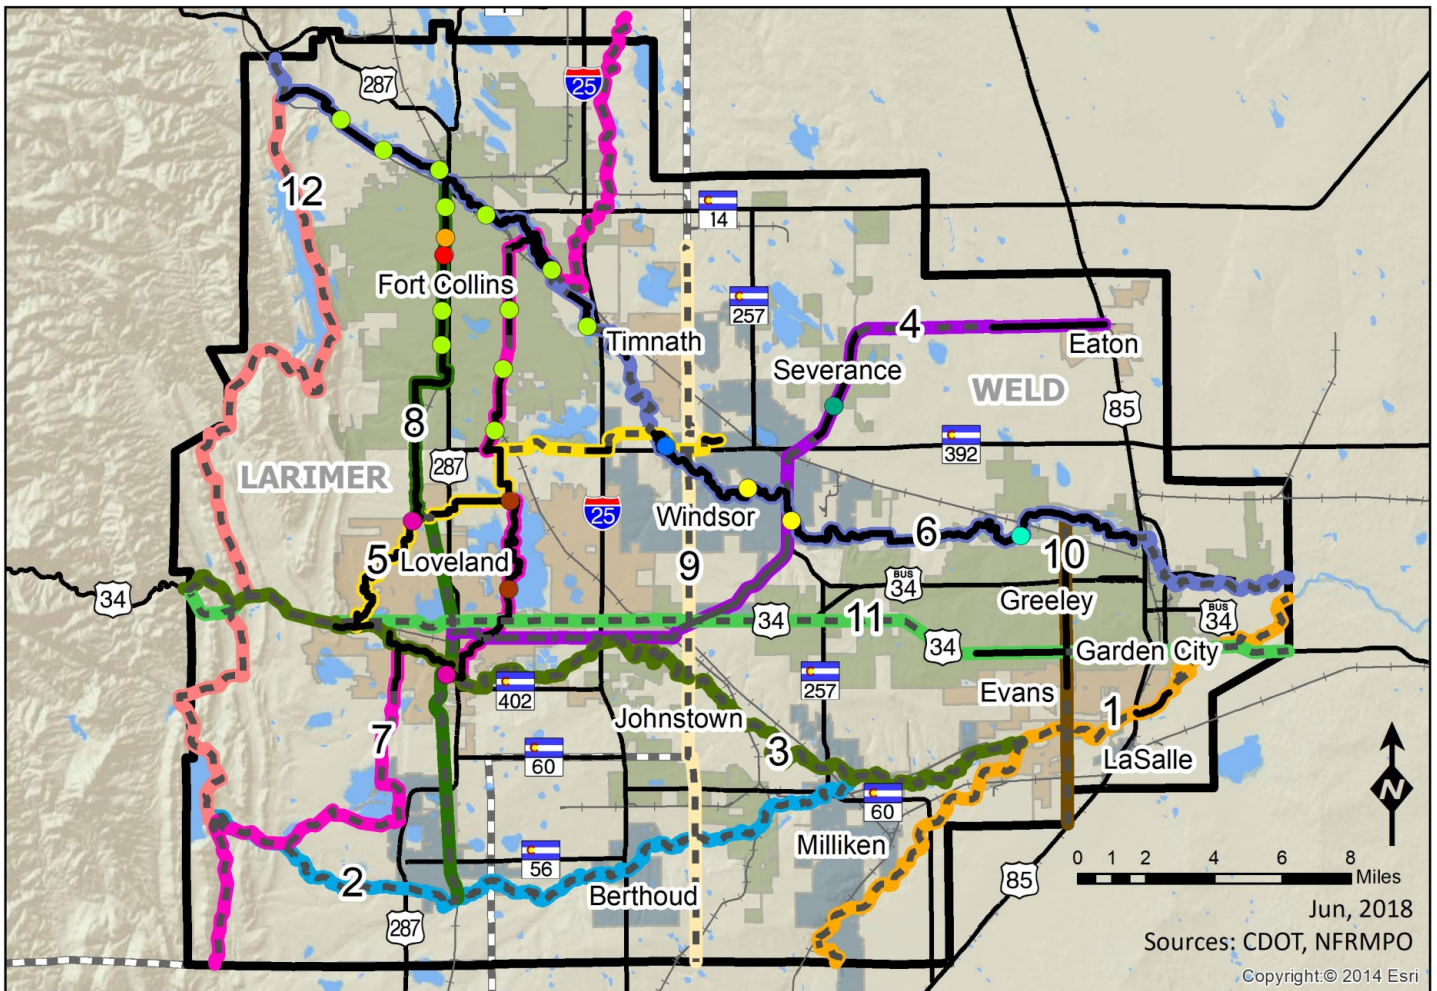 287
25
12
14
Fort Collins
257
Timnath
4
Eaton
Severance
WELD
85
8
392
287
LARIMER
25
Windsor
6
5
Loveland
9
10
BUS
34
34
Greeley
BUS
34
34
11
34
Garden City
257
Evans
402
1
Johnstown
7
3
LaSalle
60
N
60
Milliken
56
0 1 2 4 6 8
Miles
2
85
Berthoud
287
Jun, 2018
Sources: CDOT, NFRMPO
Copyright:© 2014 Esri